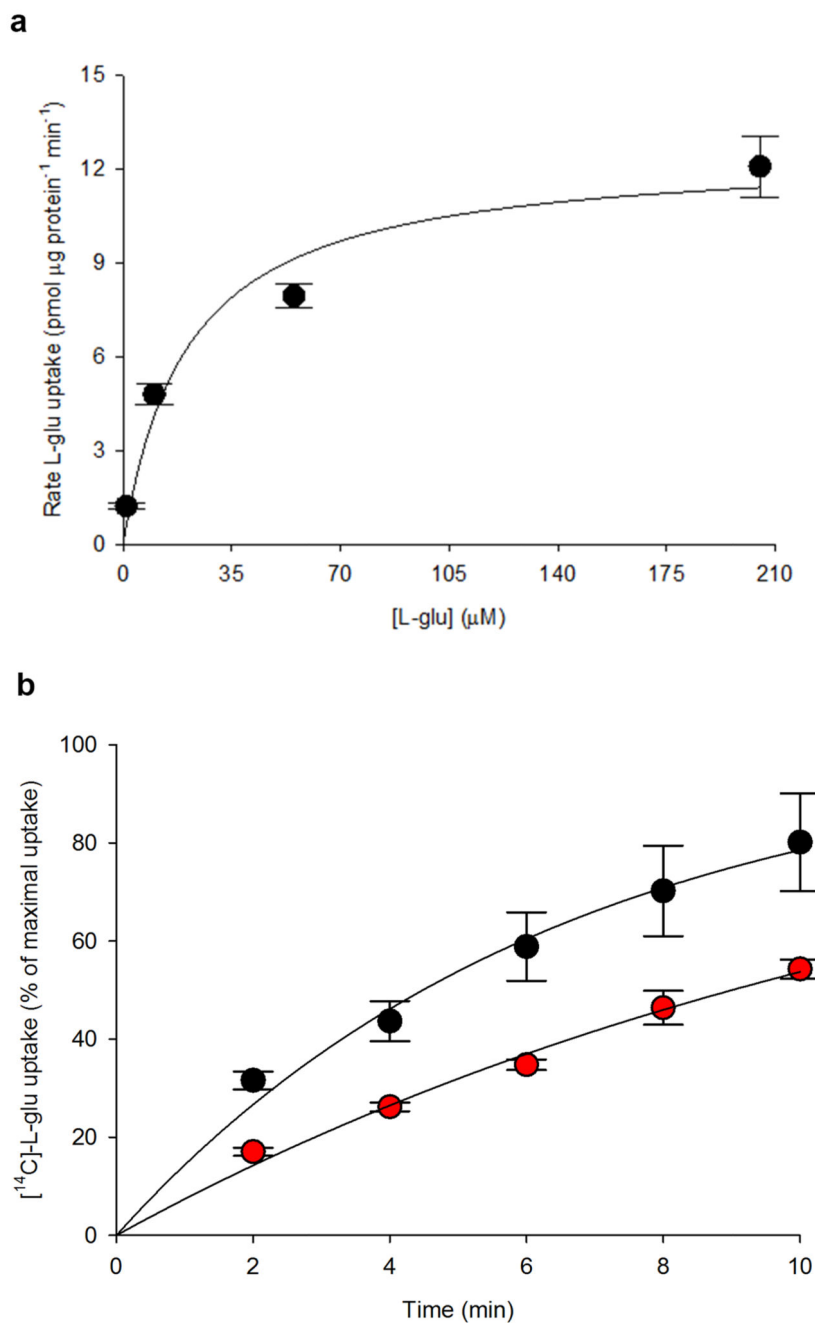 a
Rate L-glu uptake (pmol μg protein⁻¹ min⁻¹)
15
12
9
6
3
0
0 35 70 105 140 175 210
[L-glu] (μM)
b
[¹⁴C]-L-glu uptake (% of maximal uptake)
100
80
60
40
20
0
0 2 4 6 8 10
Time (min)